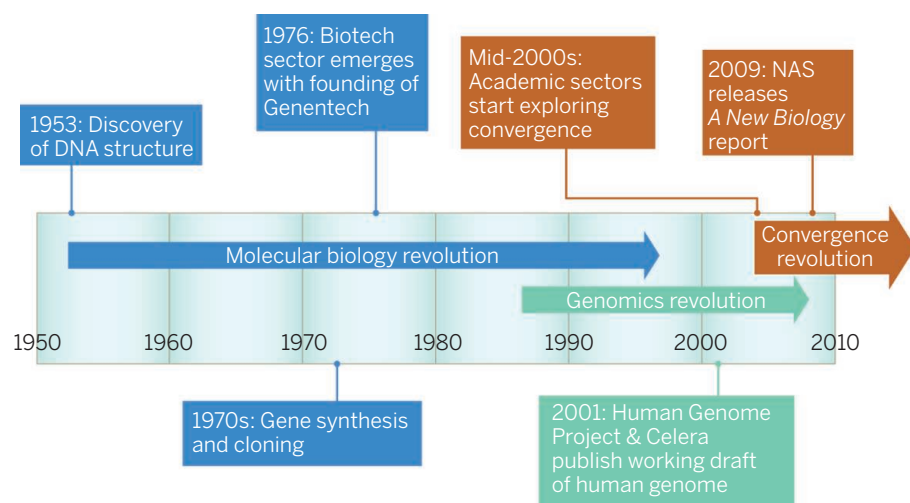 1976: Biotech
sector emerges
with founding of
Genentech
Mid-2000s:
Academic sectors
start exploring
convergence
2009: NAS
releases
A New Biology
report
1953: Discovery
of DNA structure
Molecular biology revolution
Convergence
revolution
Genomics revolution
1950 1960 1970 1980 1990 2000 2010
1970s: Gene synthesis
and cloning
2001: Human Genome
Project & Celera
publish working draft
of human genome